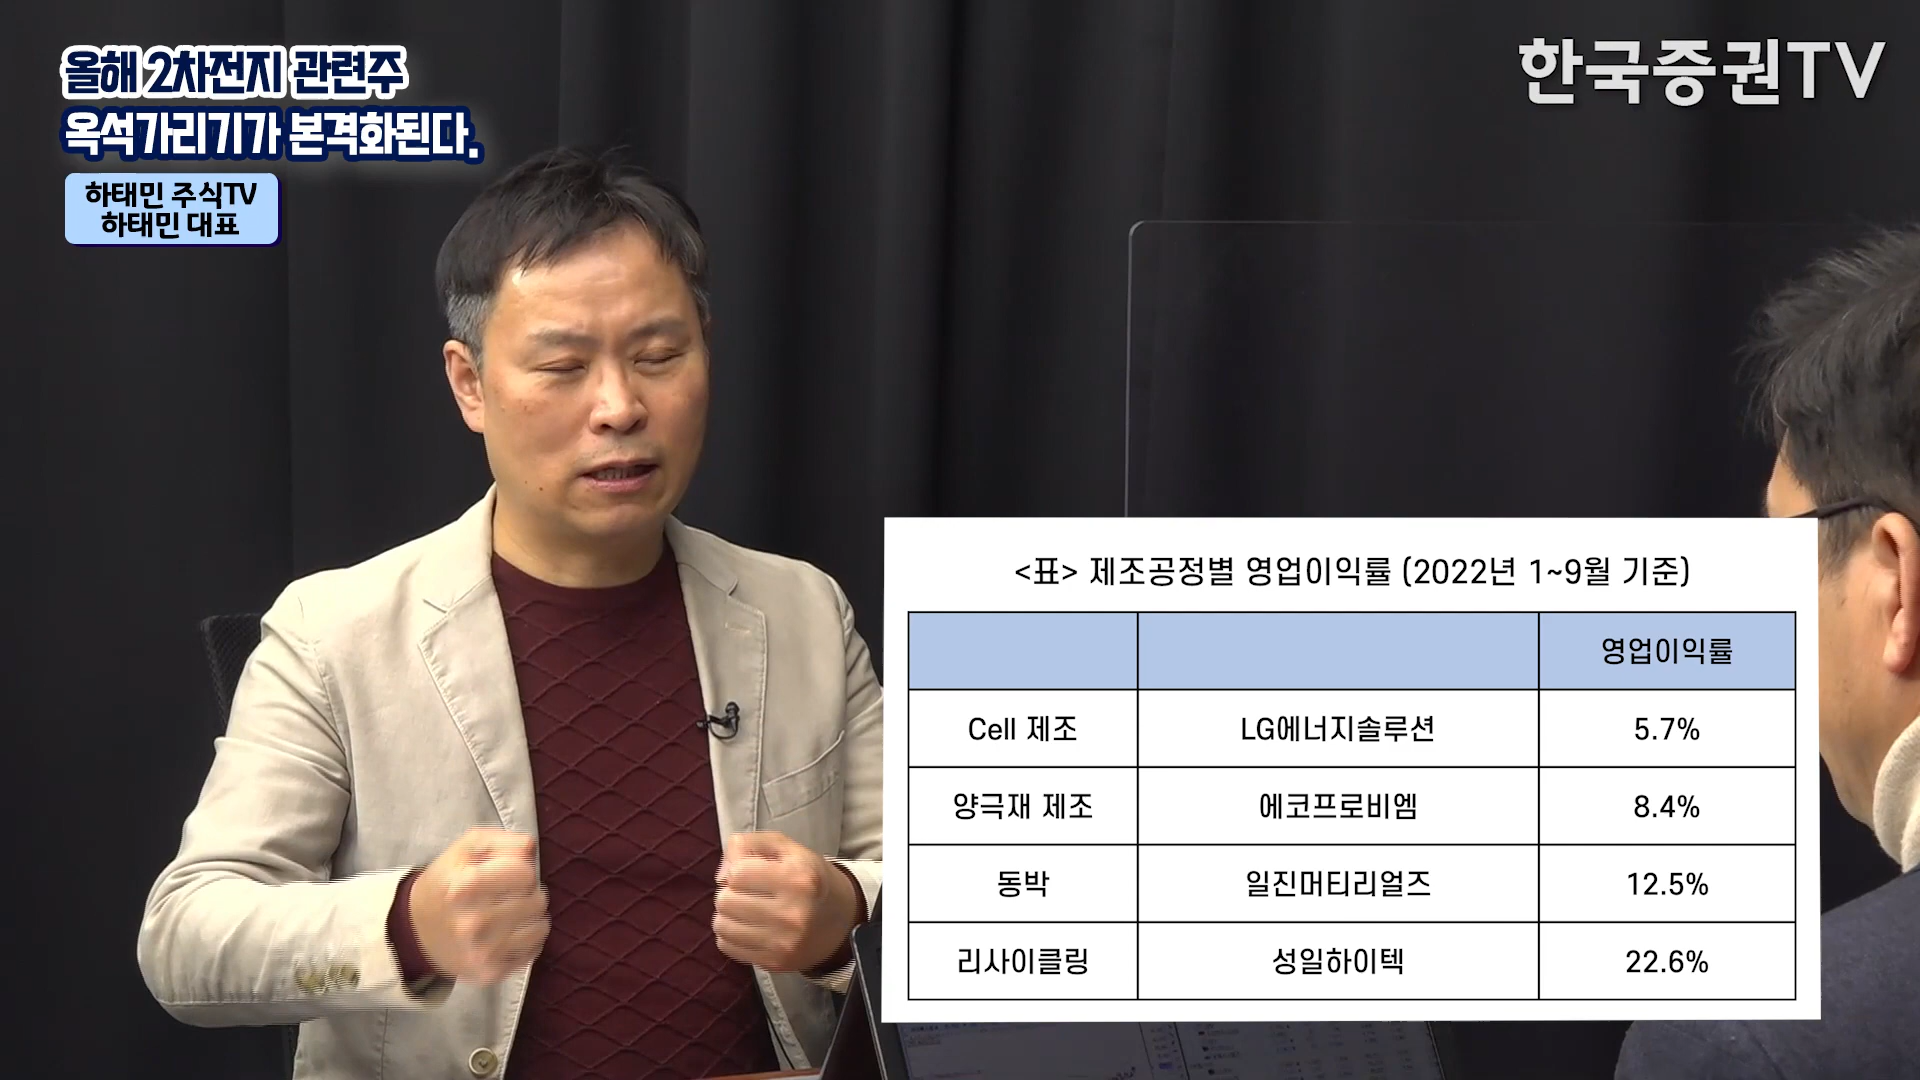 올해 2차전지 관련주
옥석가리기가 본격화된다.
하태민 주식TV
하태민 대표
한국증권TV
<표> 제조공정별 영업이익률 (2022년 1~9월 기준)
영업이익률
Cell 제조 LG에너지솔루션 5.7%
양극재 제조 에코프로비엠 8.4%
동박 일진머티리얼즈 12.5%
리사이클링 성일하이텍 22.6%